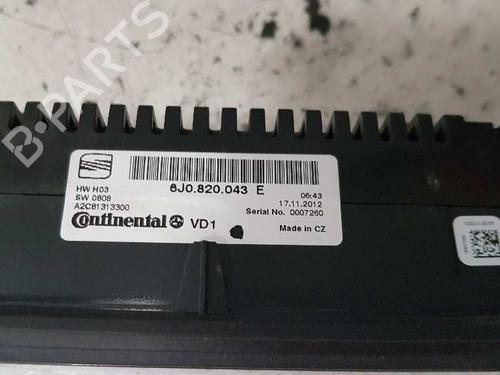 B-PARTS
6J0.820.043 E
HW H03
SW 0808
A2C81313300
06:43
17.11.2012
Serial No. 0007260
Continental VD1
Made in CZ